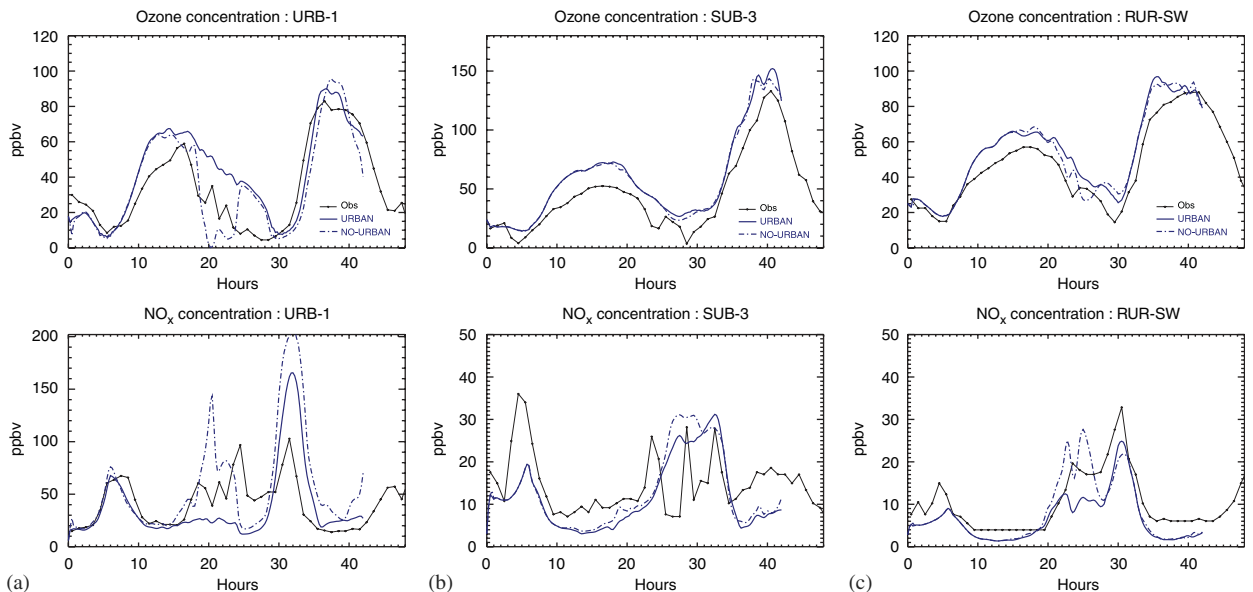 Ozone concentration : URB-1
120
100
80
60
40
20
0
ppbv
Obs
URBAN
NO-URBAN
0 10 20 30 40
Hours
Ozone concentration : SUB-3
150
100
50
0
ppbv
Obs
URBAN
NO-URBAN
0 10 20 30 40
Hours
Ozone concentration : RUR-SW
120
100
80
60
40
20
0
ppbv
Obs
URBAN
NO-URBAN
0 10 20 30 40
Hours
NOx concentration : URB-1
200
150
100
50
0
ppbv
0 10 20 30 40
Hours
(a)
NOx concentration : SUB-3
50
40
30
20
10
0
ppbv
0 10 20 30 40
Hours
(b)
NOx concentration : RUR-SW
50
40
30
20
10
0
ppbv
0 10 20 30 40
Hours
(c)